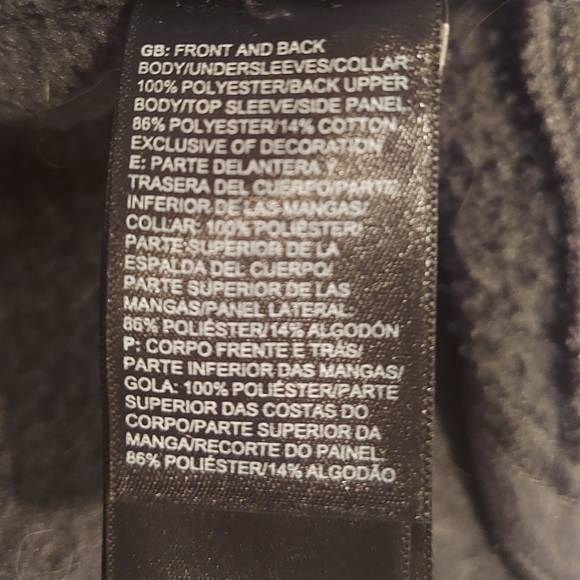 GB: FRONT AND BACK
BODY/UNDERSLEEVES/COLLAR
100% POLYESTER/BACK UPPER
BODY/TOP SLEEVE/SIDE PANEL:
86% POLYESTER/14% COTTON
EXCLUSIVE OF DECORATION
E: PARTE DELANTERA Y
TRASERA DEL CUERPO/PARTE
INFERIOR DE LAS MANGAS/
COLLAR: 100% POLIÉSTER/
PARTE SUPERIOR DE LA
ESPALDA DEL CUERPO/
PARTE SUPERIOR DE LAS
MANGAS/PANEL LATERAL:
86% POLIÉSTER/14% ALGODÓN
P: CORPO FRENTE E TRÁS/
PARTE INFERIOR DAS MANGAS/
GOLA: 100% POLIÉSTER/PARTE
SUPERIOR DAS COSTAS DO
CORPO/PARTE SUPERIOR DA
MANGA/RECORTE DO PAINEL:
86% POLIÉSTER/14% ALGODÃO